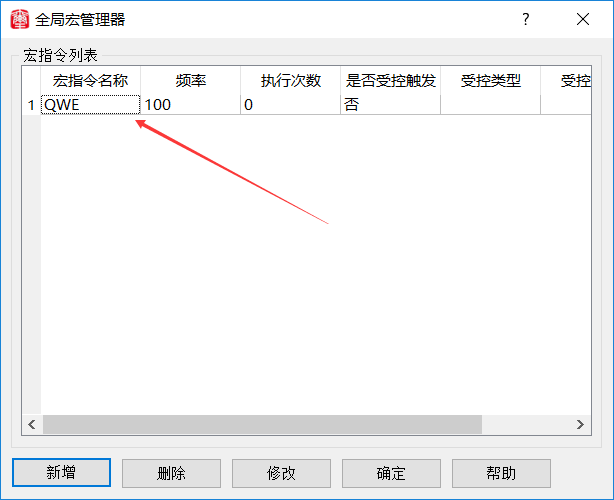 全局宏管理器
?
宏指令列表
宏指令名称 频率 执行次数 是否受控触发 受控类型 受控
1 QWE 100 0 否
新增 删除 修改 确定 帮助